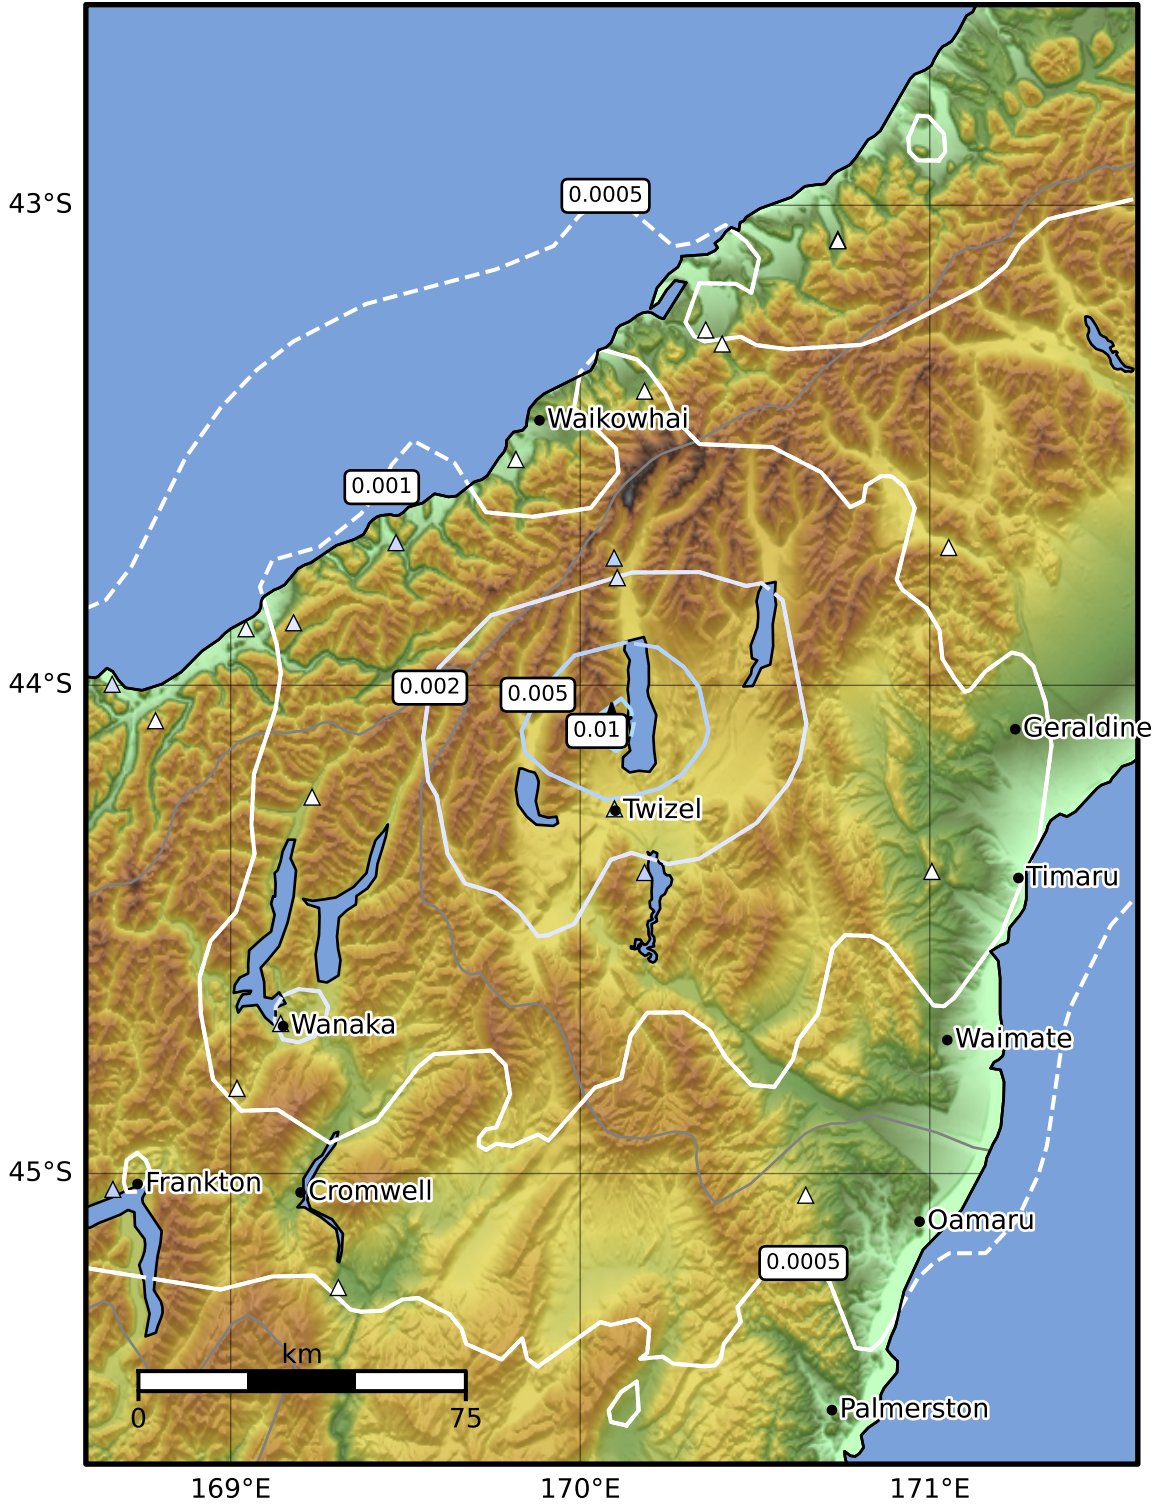 0.0005
43°S
Waikowhai
0.001
44°S
0.002
0.005
0.01
Geraldine
Twizel
Timaru
Wanaka
Waimate
45°S
Frankton
Cromwell
Oamaru
0.0005
km
0 75
Palmerston
169°E 170°E 171°E